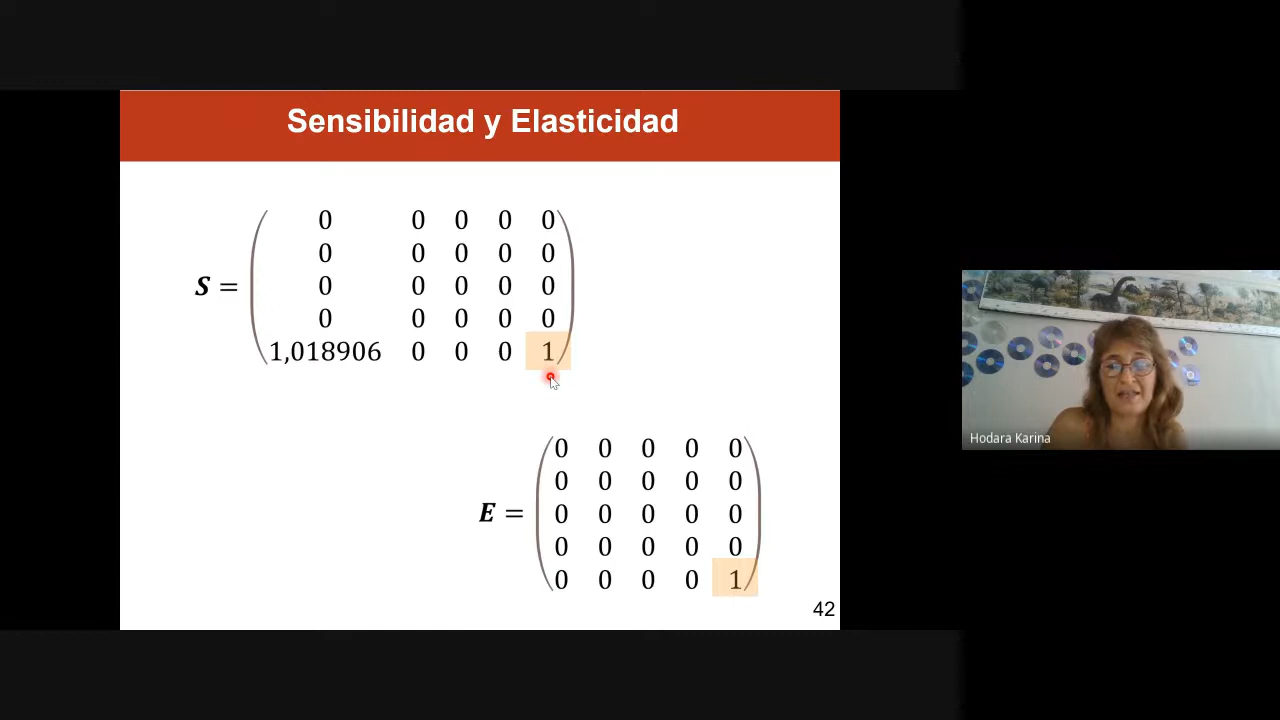 Sensibilidad y Elasticidad
0 0 0 0 0
0 0 0 0 0
S = 0 0 0 0 0
0 0 0 0 0
1,018906 0 0 0 1
0 0 0 0 0
0 0 0 0 0
E = 0 0 0 0 0
0 0 0 0 0
0 0 0 0 1
42
Hodara Karina